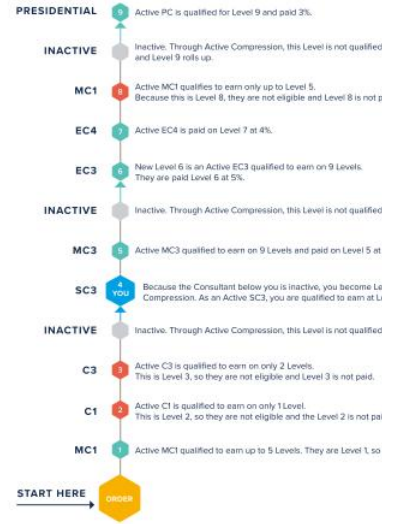 PRESIDENTIAL
9
Active PC is qualified for Level 9 and paid 3%.
INACTIVE
Inactive. Through Active Compression, this Level is not qualified
and Level 9 rolls up.
MC1
8
Active MC1 qualifies to earn only up to Level 5.
Because this is Level 8, they are not eligible and Level 8 is not
EC4
7
Active EC4 is paid on Level 7 at 4%.
EC3
6
New Level 6 is an Active EC3 qualified to earn on 9 Levels.
They are paid Level 6 at 5%.
INACTIVE
Inactive. Through Active Compression, this Level is not qualified
MC3
5
Active MC3 qualified to earn on 9 Levels and paid on Level 5 at
SC3
4
YOU
Because the Consultant below you is inactive, you become
Compression. As an Active SC3, you are qualified to earn at
INACTIVE
Inactive. Through Active Compression, this Level is not qualified
C3
3
Active C3 is qualified to earn on only 2 Levels.
This is Level 3, so they are not eligible and Level 3 is not paid.
C1
2
Active C1 is qualified to earn on only 1 Level.
This is Level 2, so they are not eligible and the Level 2 is not
MC1
1
Active MC1 qualified to earn up to 5 Levels. They are Level 1, so
START HERE
ORDER